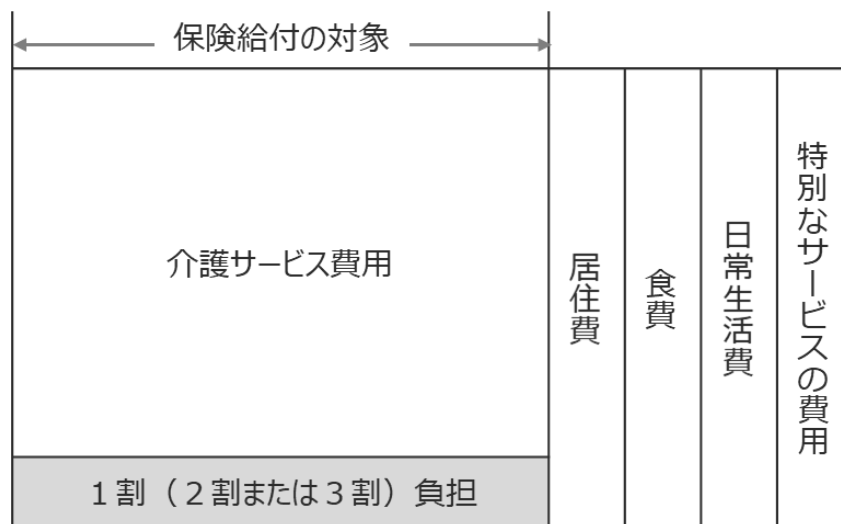 保険給付の対象
介護サービス費用
1割（2割または3割）負担
居住費
食費
日常生活費
特別なサービスの費用